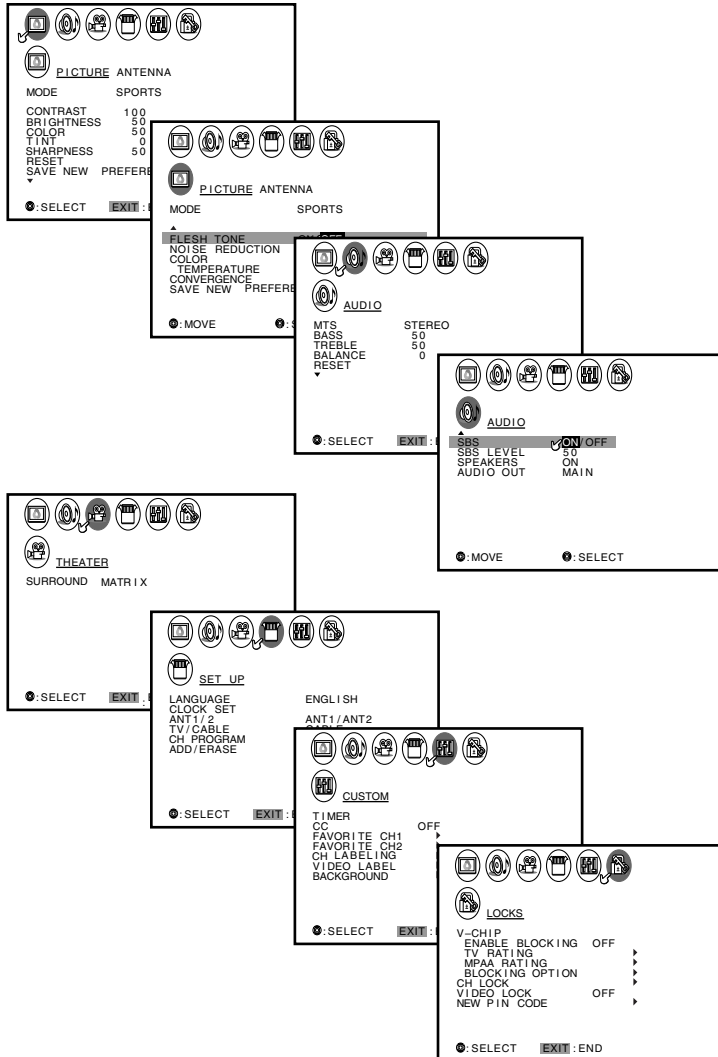 PICTURE ANTENNA
MODE SPORTS
CONTRAST 100
BRIGHTNESS 50
COLOR 50
TINT 0
SHARPNESS 50
RESET
SAVE NEW PREFERE
:SELECT EXIT :
PICTURE ANTENNA
MODE SPORTS
FLESH TONE
NOISE REDUCTION
COLOR
TEMPERATURE
CONVERGENCE
SAVE NEW PREFERE
:MOVE :
AUDIO
MTS STEREO
BASS 50
TREBLE 50
BALANCE 0
RESET
:SELECT EXIT :
AUDIO
SBS ON/OFF
SBS LEVEL 50
SPEAKERS ON
AUDIO OUT MAIN
:MOVE :SELECT
THEATER
SURROUND MATRIX
:SELECT EXIT :
SET UP
LANGUAGE ENGLISH
CLOCK SET
ANT1/2 ANT1/ANT2
TV/CABLE
CH PROGRAM
ADD/ERASE
:SELECT EXIT :
CUSTOM
TIMER
CC OFF
FAVORITE CH1
FAVORITE CH2
CH LABELING
VIDEO LABEL
BACKGROUND
:SELECT EXIT :
LOCKS
V-CHIP
ENABLE BLOCKING OFF
TV RATING
MPAA RATING
BLOCKING OPTION
CH LOCK
VIDEO LOCK OFF
NEW PIN CODE
:SELECT EXIT :END